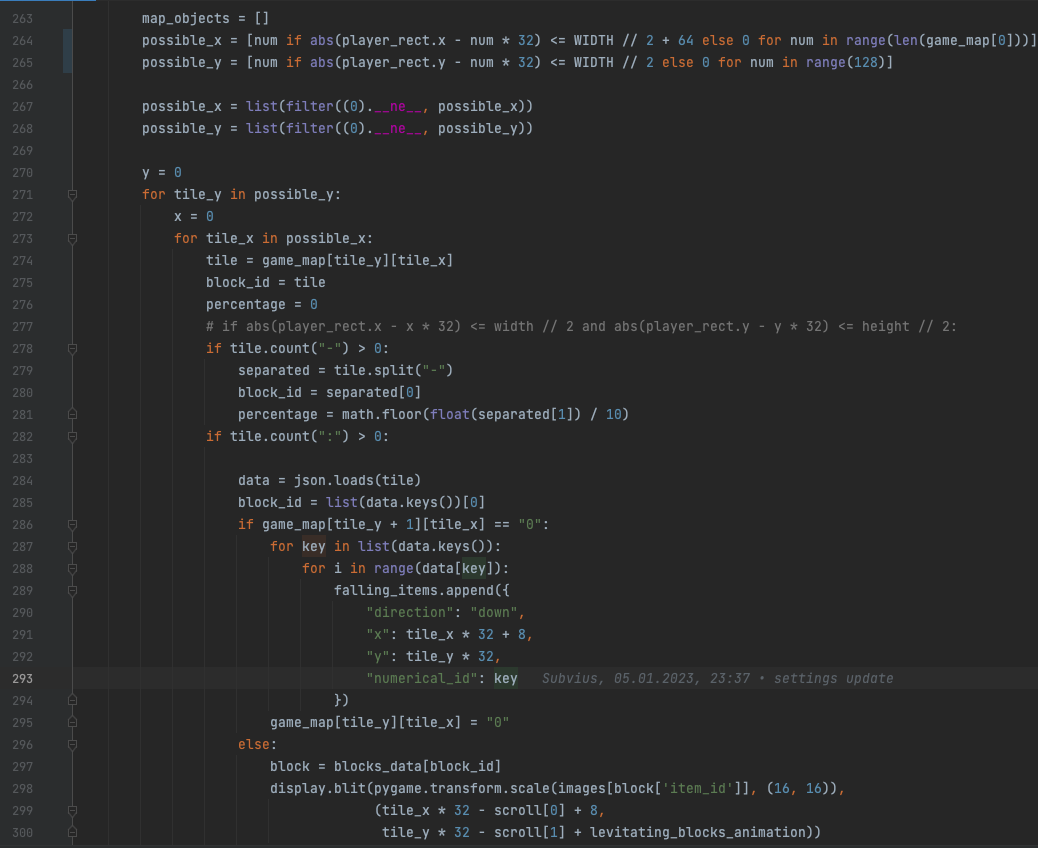 263 map_objects = []
264 possible_x = [num if abs(player_rect.x - num * 32) <= WIDTH // 2 + 64 else 0 for num in range(len(game_map[0]))]
265 possible_y = [num if abs(player_rect.y - num * 32) <= WIDTH // 2 else 0 for num in range(128)]
266
267 possible_x = list(filter((0).__ne__, possible_x))
268 possible_y = list(filter((0).__ne__, possible_y))
269
270 y = 0
271 for tile_y in possible_y:
272 x = 0
273 for tile_x in possible_x:
274 tile = game_map[tile_y][tile_x]
275 block_id = tile
276 percentage = 0
277 # if abs(player_rect.x - x * 32) <= width // 2 and abs(player_rect.y - y * 32) <= height // 2:
278 if tile.count("-") > 0:
279 separated = tile.split("-")
280 block_id = separated[0]
281 percentage = math.floor(float(separated[1]) / 10)
282 if tile.count(":") > 0:
283
284 data = json.loads(tile)
285 block_id = list(data.keys())[0]
286 if game_map[tile_y + 1][tile_x] == "0":
287 for key in list(data.keys()):
288 for i in range(data[key]):
289 falling_items.append({
290 "direction": "down",
291 "x": tile_x * 32 + 8,
292 "y": tile_y * 32,
293 "numerical_id": key Subvius, 05.01.2023, 23:37 • settings update
294 })
295 game_map[tile_y][tile_x] = "0"
296 else:
297 block = blocks_data[block_id]
298 display.blit(pygame.transform.scale(images[block['item_id']], (16, 16)),
299 (tile_x * 32 - scroll[0] + 8,
300 tile_y * 32 - scroll[1] + levitating_blocks_animation))